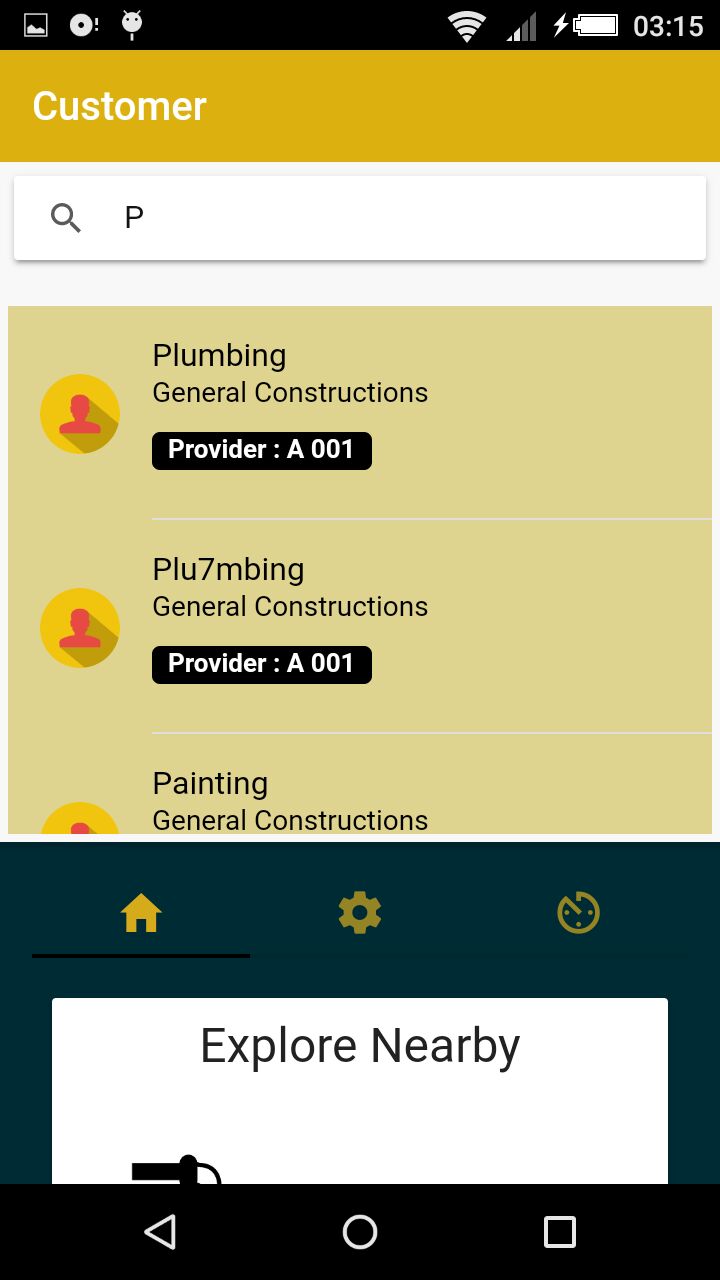 03:15
Customer
P
Plumbing
General Constructions
Provider : A 001
Plu7mbing
General Constructions
Provider : A 001
Painting
General Constructions
Explore Nearby